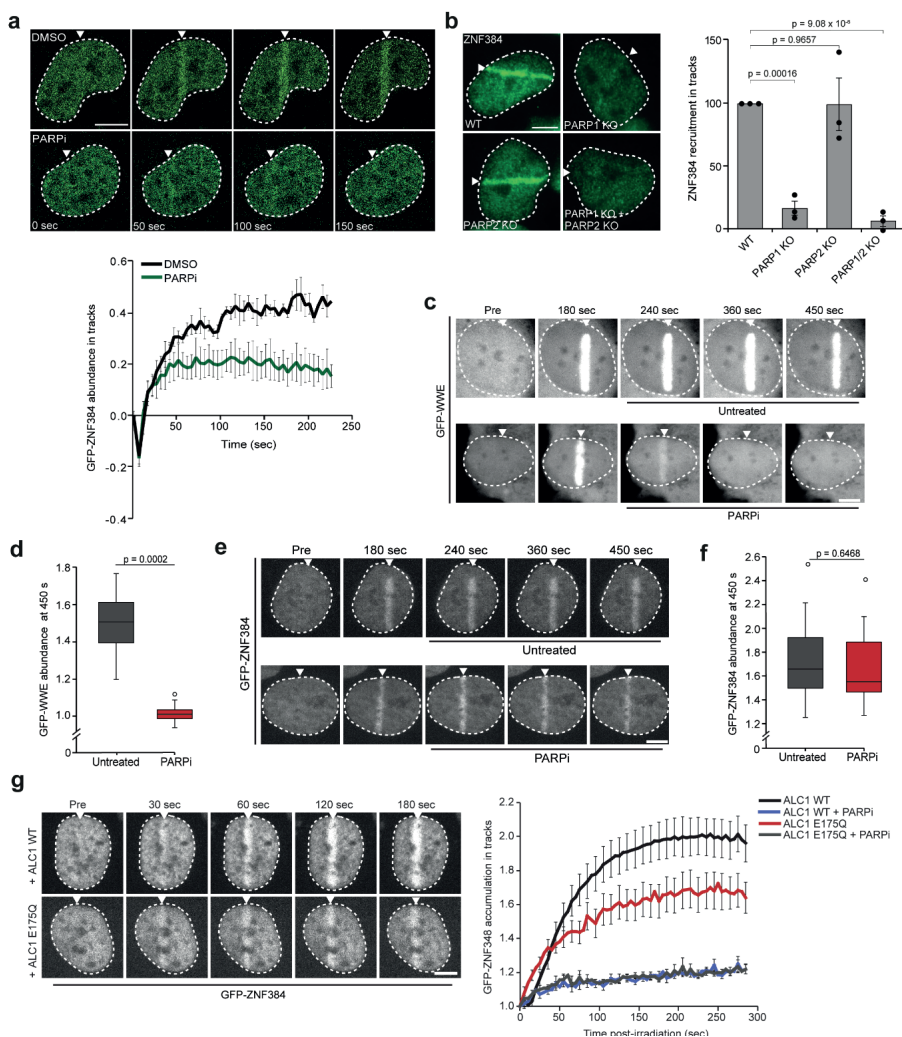 a
DMSO
PARPi
0 sec
50 sec
100 sec
150 sec
DMSO
PARPi
GFP-ZNF384 abundance in tracks
0.6
0.4
0.2
0.0
-0.2
-0.4
50 100 150 200 250
Time (sec)
b
ZNF384
WT
PARP1 KO
PARP2 KO
PARP1 KO +
PARP2 KO
p = 9.08 x 10⁻⁶
p = 0.9657
p = 0.00016
ZNF384 recruitment in tracks
150
100
50
0
WT
PARP1 KO
PARP2 KO
PARP1/2 KO
c
Pre 180 sec 240 sec 360 sec 450 sec
GFP-WWE
Untreated
PARPi
d
p = 0.0002
GFP-WWE abundance at 450 s
1.8
1.6
1.4
1.2
1.0
0
Untreated PARPi
e
Pre 180 sec 240 sec 360 sec 450 sec
GFP-ZNF384
Untreated
PARPi
f
p = 0.6468
GFP-ZNF384 abundance at 450 s
2.6
2.4
2.2
2.0
1.8
1.6
1.4
1.2
0
Untreated PARPi
g
Pre 30 sec 60 sec 120 sec 180 sec
+ ALC1 WT
+ ALC1 E175Q
GFP-ZNF384
ALC1 WT
ALC1 WT + PARPi
ALC1 E175Q
ALC1 E175Q + PARPi
GFP-ZNF348 accumulation in tracks
2.2
2.0
1.8
1.6
1.4
1.2
1.0
0 50 100 150 200 250 300
Time post-irradiation (sec)